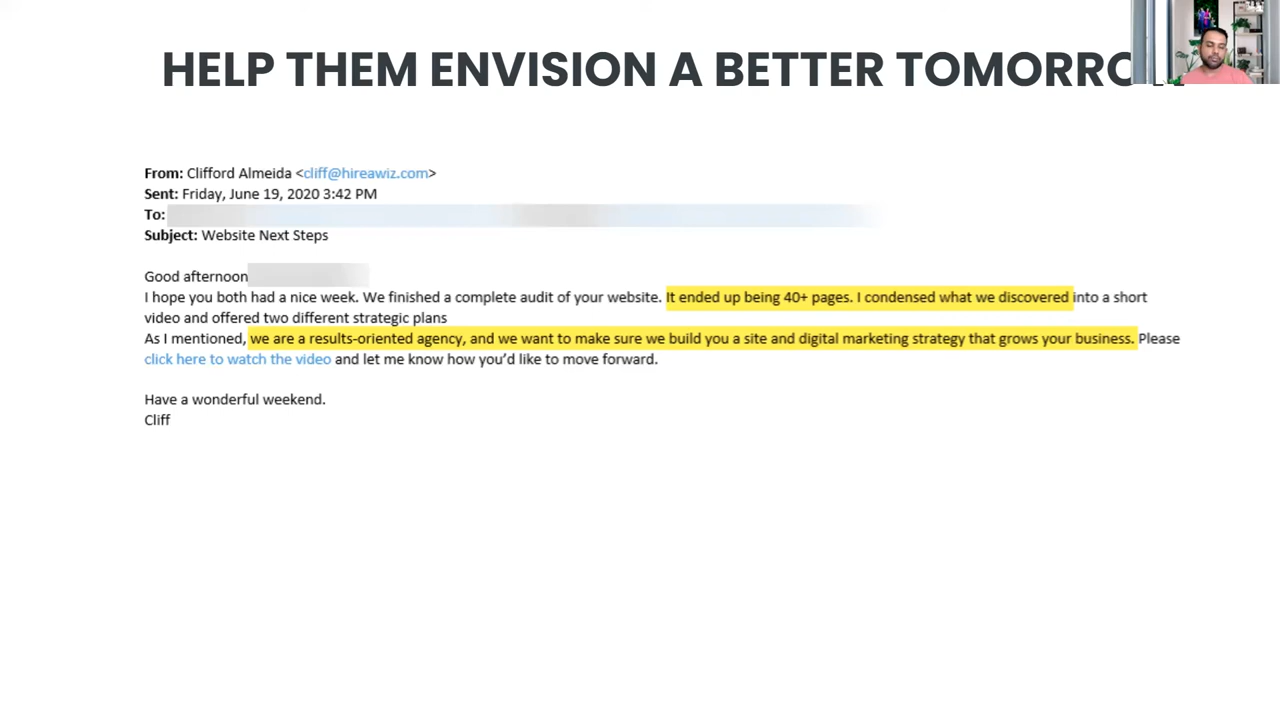 HELP THEM ENVISION A BETTER TOMORRO
From: Clifford Almeida <cliff@hireawiz.com>
Sent: Friday, June 19, 2020 3:42 PM
To:
Subject: Website Next Steps
Good afternoon
I hope you both had a nice week. We finished a complete audit of your website. It ended up being 40+ pages. I condensed what we discovered into a short
video and offered two different strategic plans
As I mentioned, we are a results-oriented agency, and we want to make sure we build you a site and digital marketing strategy that grows your business. Please
click here to watch the video and let me know how you’d like to move forward.
Have a wonderful weekend.
Cliff